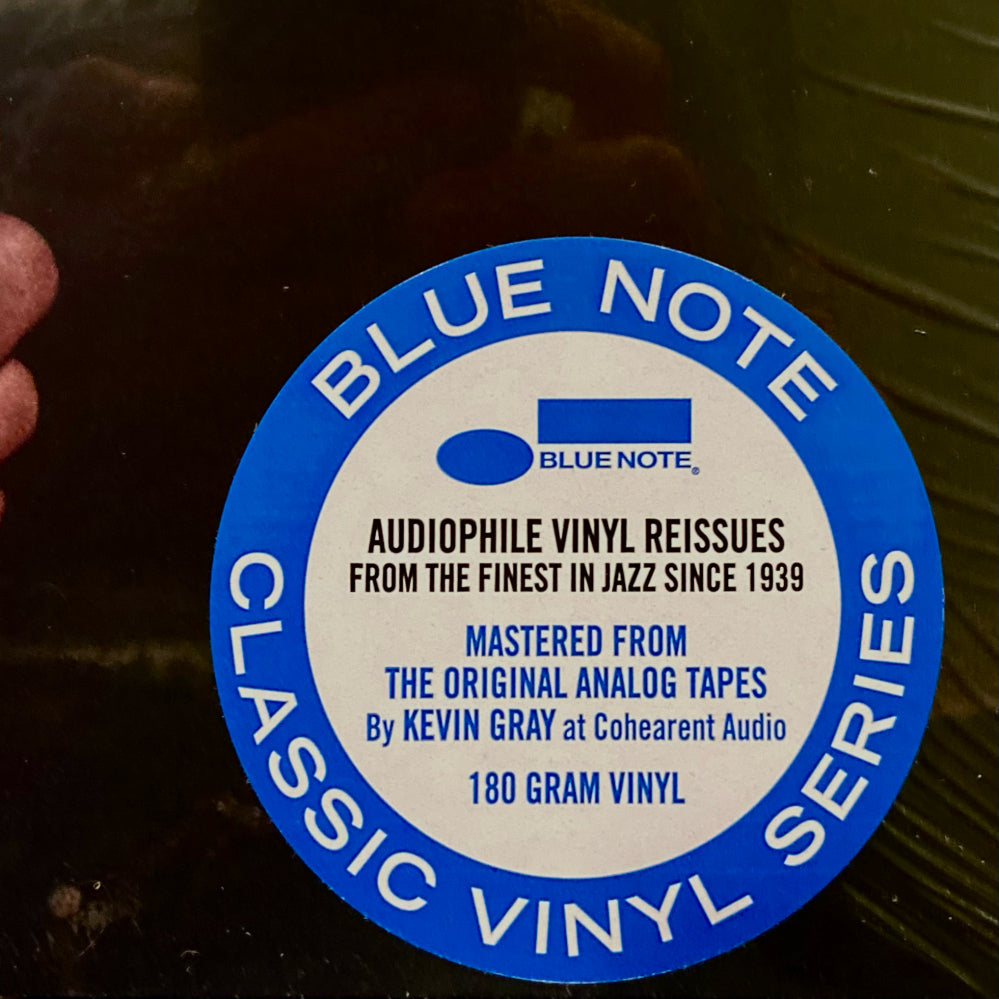 BLUE NOTE
BLUE NOTE®
AUDIOPHILE VINYL REISSUES
FROM THE FINEST IN JAZZ SINCE 1939
MASTERED FROM
THE ORIGINAL ANALOG TAPES
By KEVIN GRAY at Cohearent Audio
180 GRAM VINYL
CLASSIC VINYL SERIES